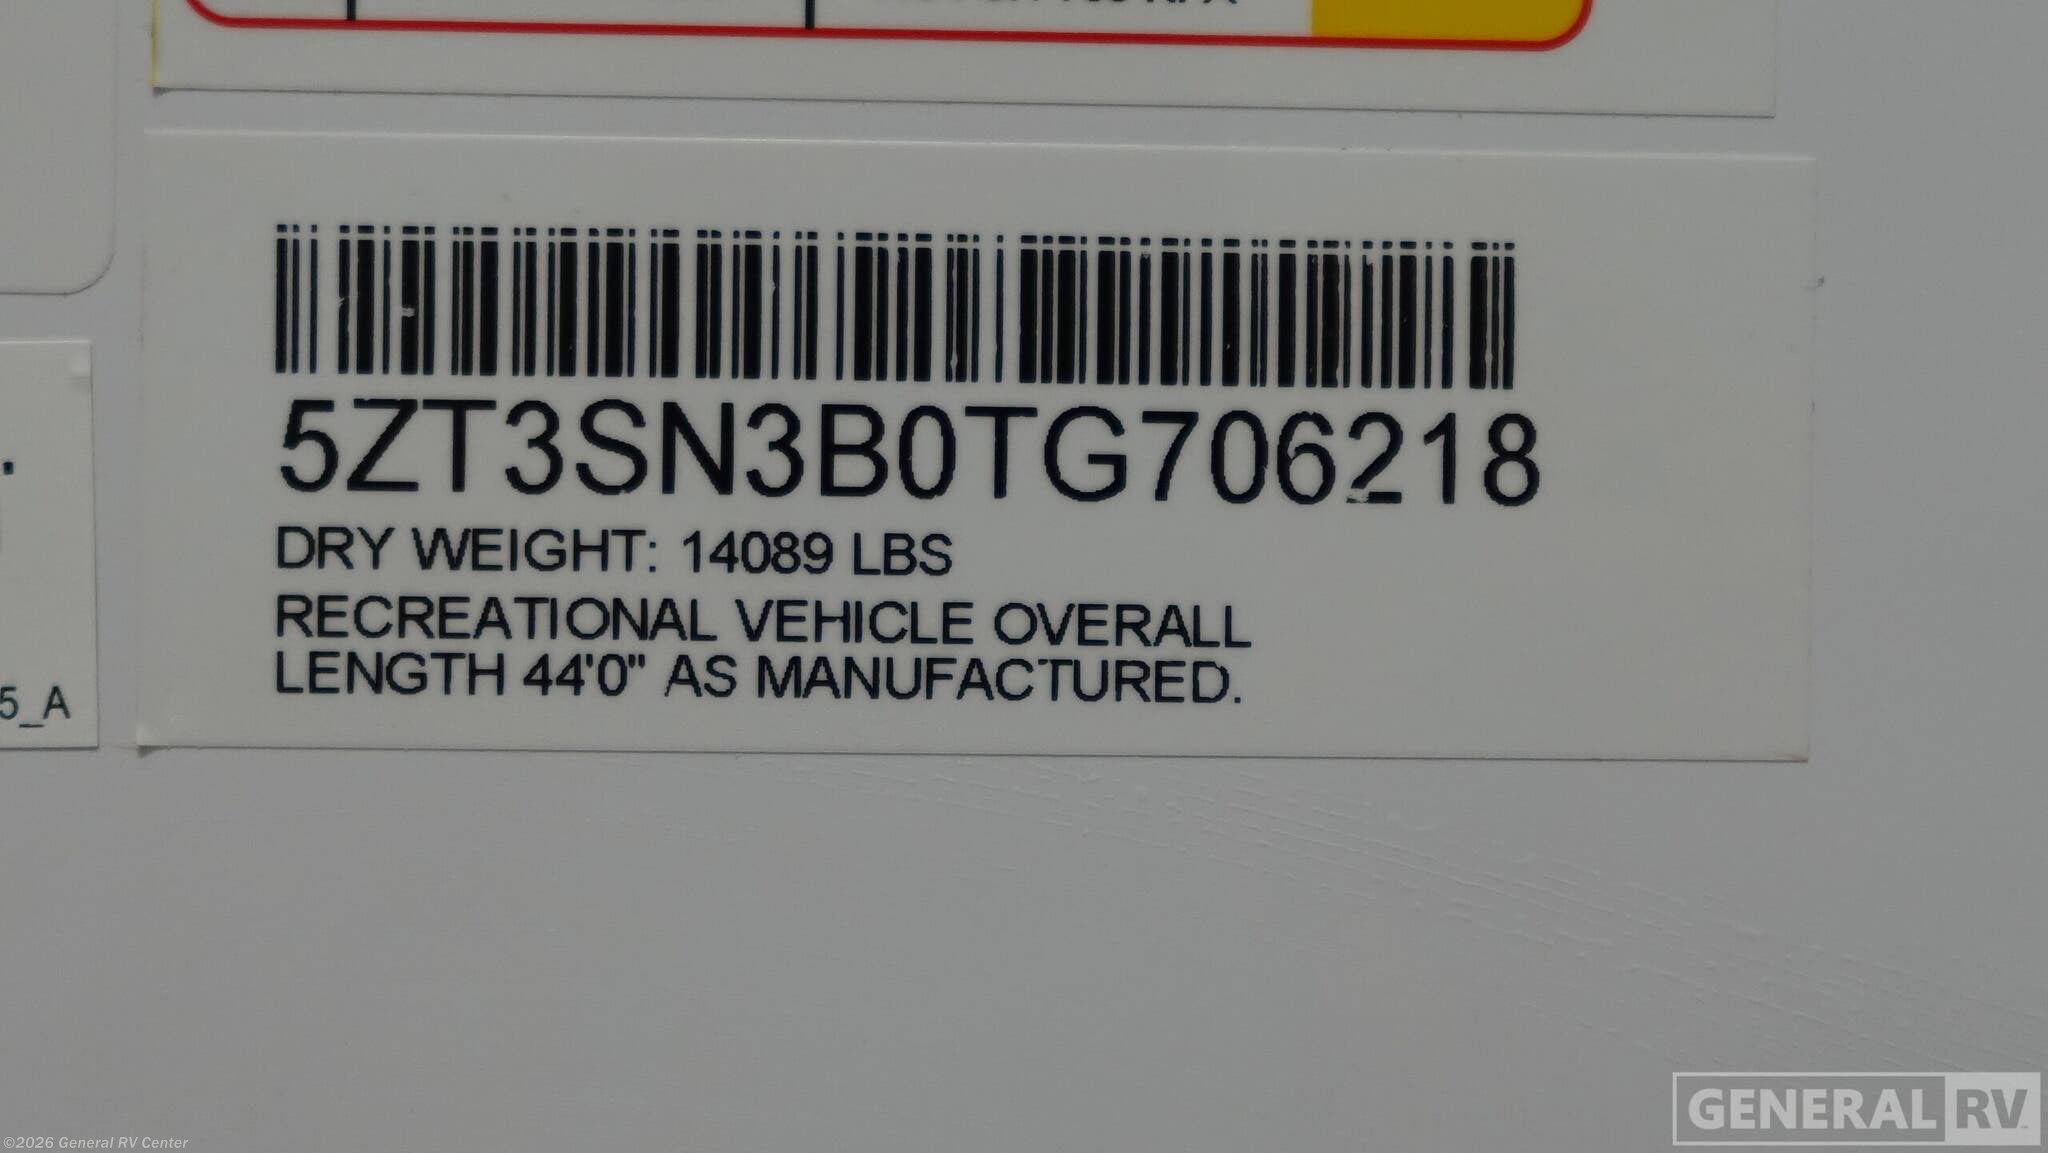 5ZT3SN3B0TG706218
DRY WEIGHT: 14089 LBS
RECREATIONAL VEHICLE OVERALL
LENGTH 44'0" AS MANUFACTURED.
5_A
GENERAL RV
©2026 General RV Center